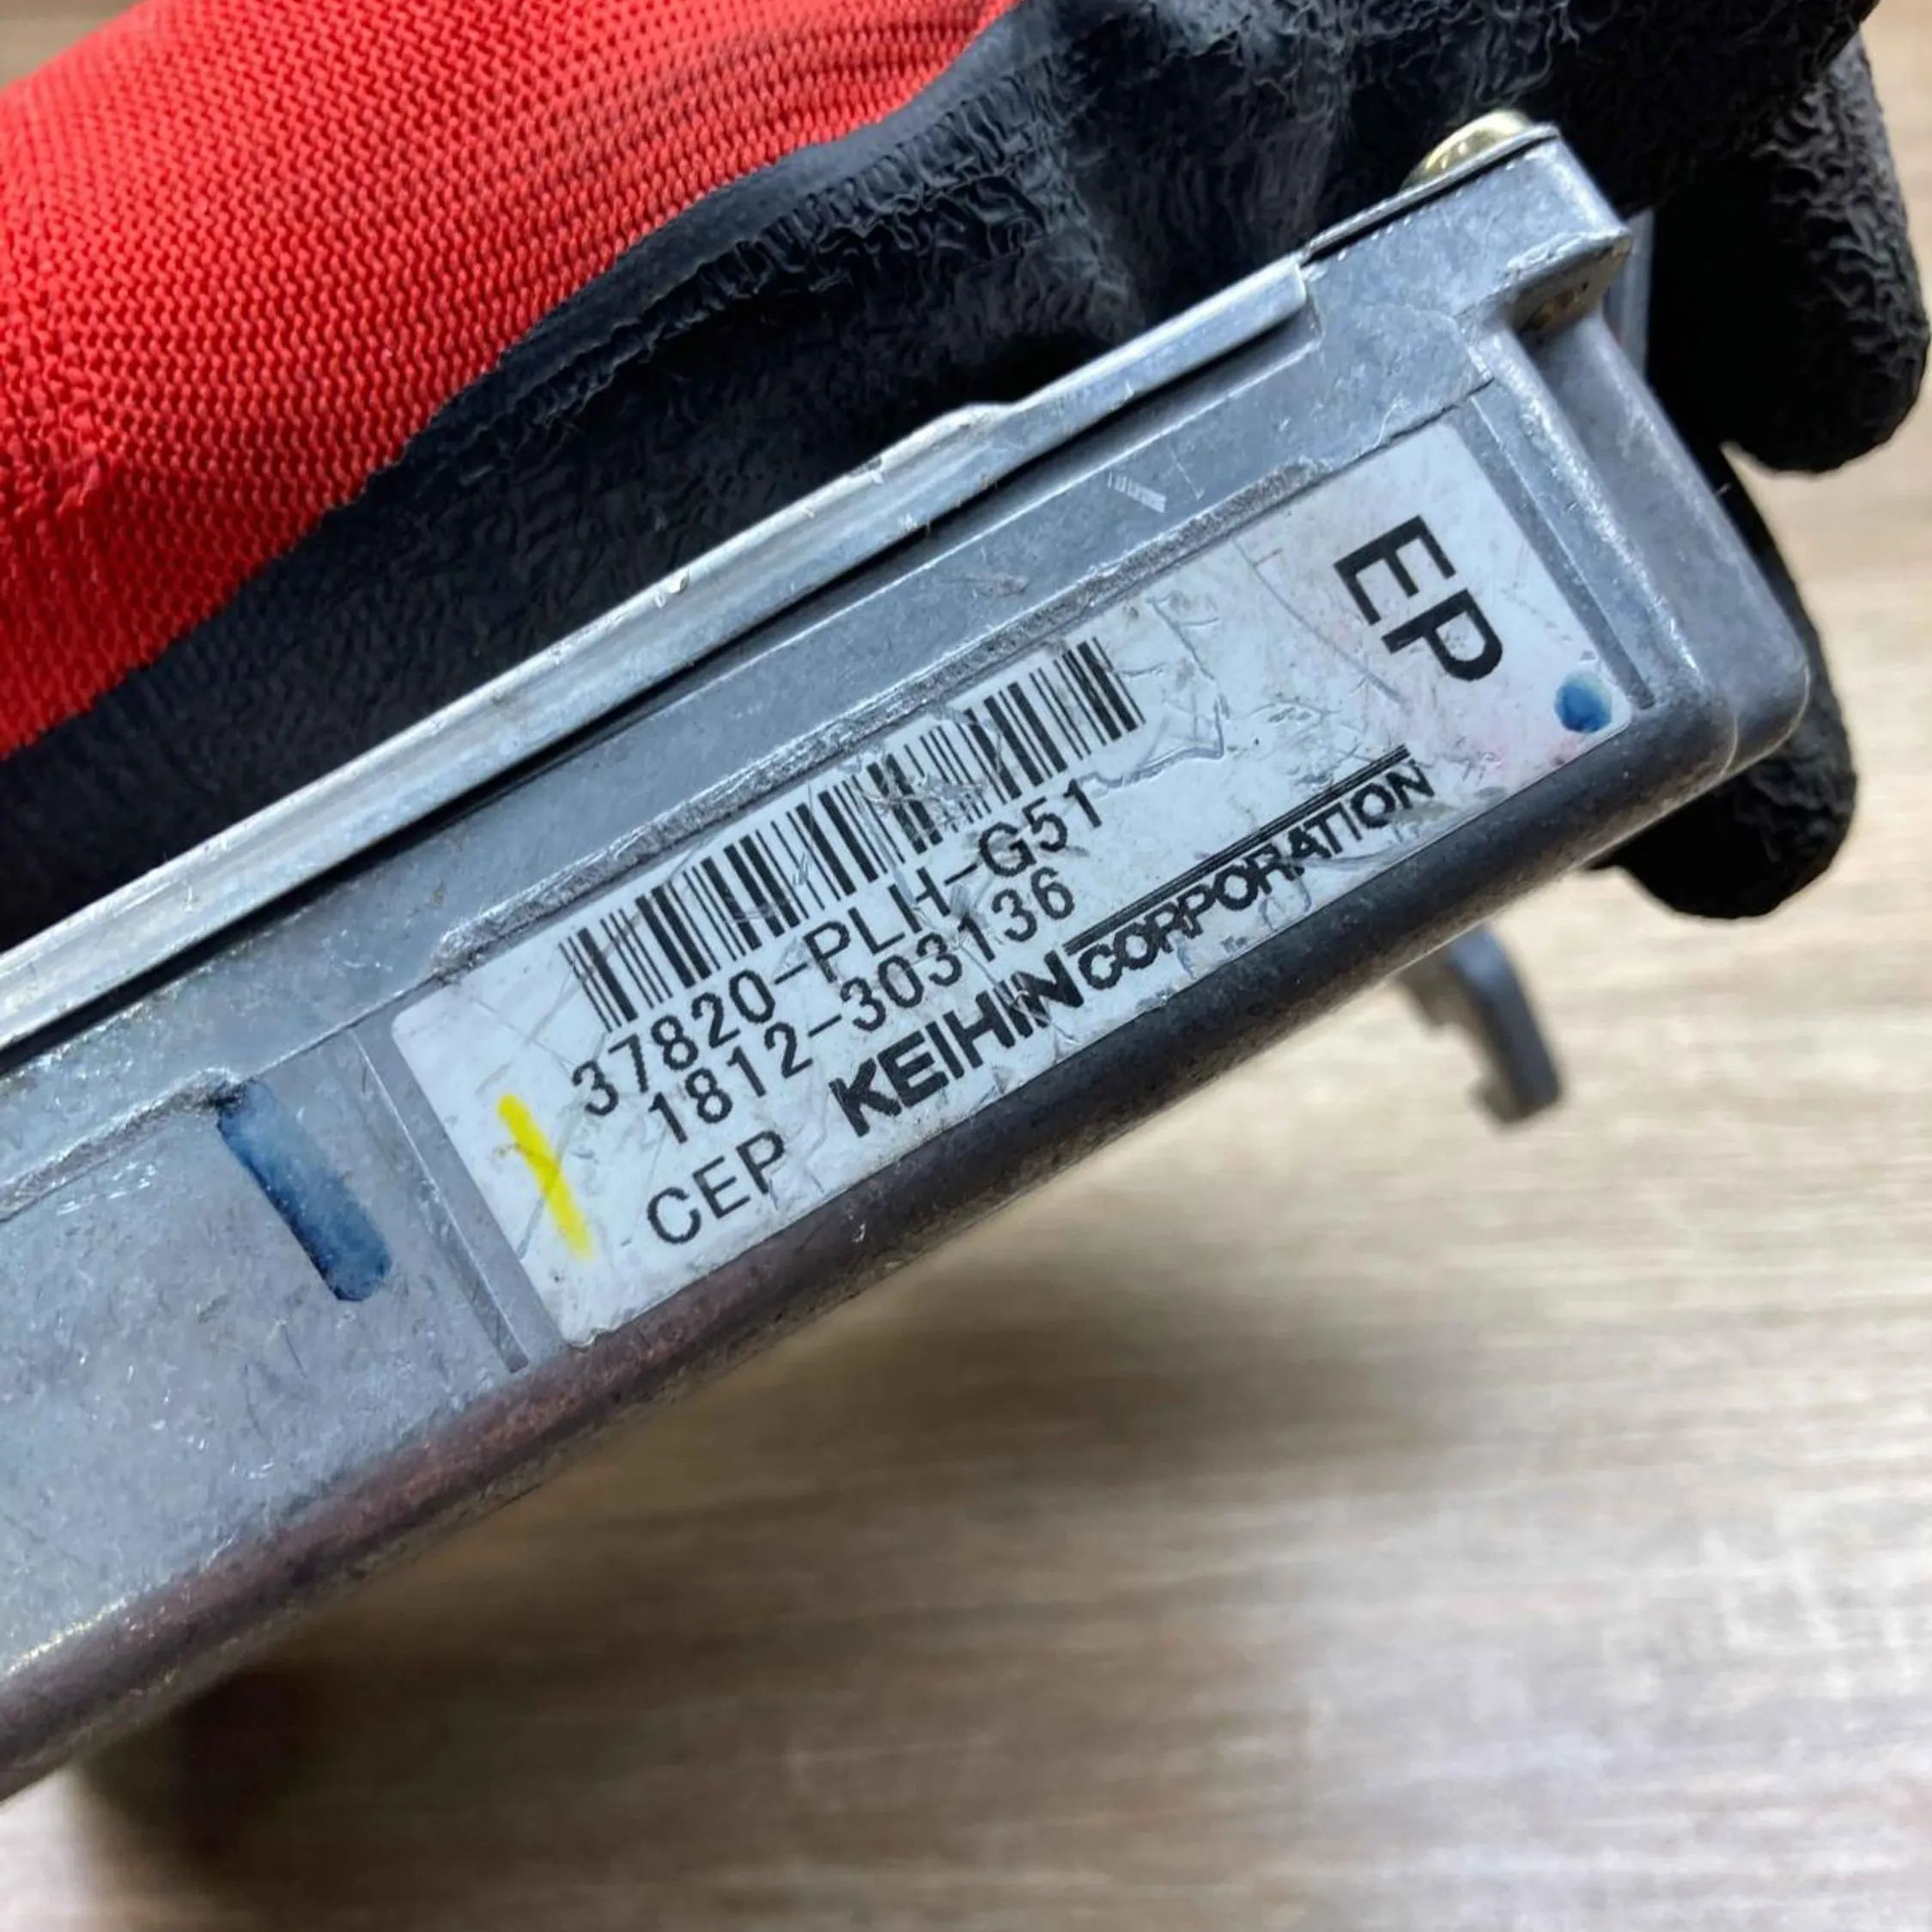 EP
37820-PLH-G51
1812-303136
CEP KEIHIN CORPORATION